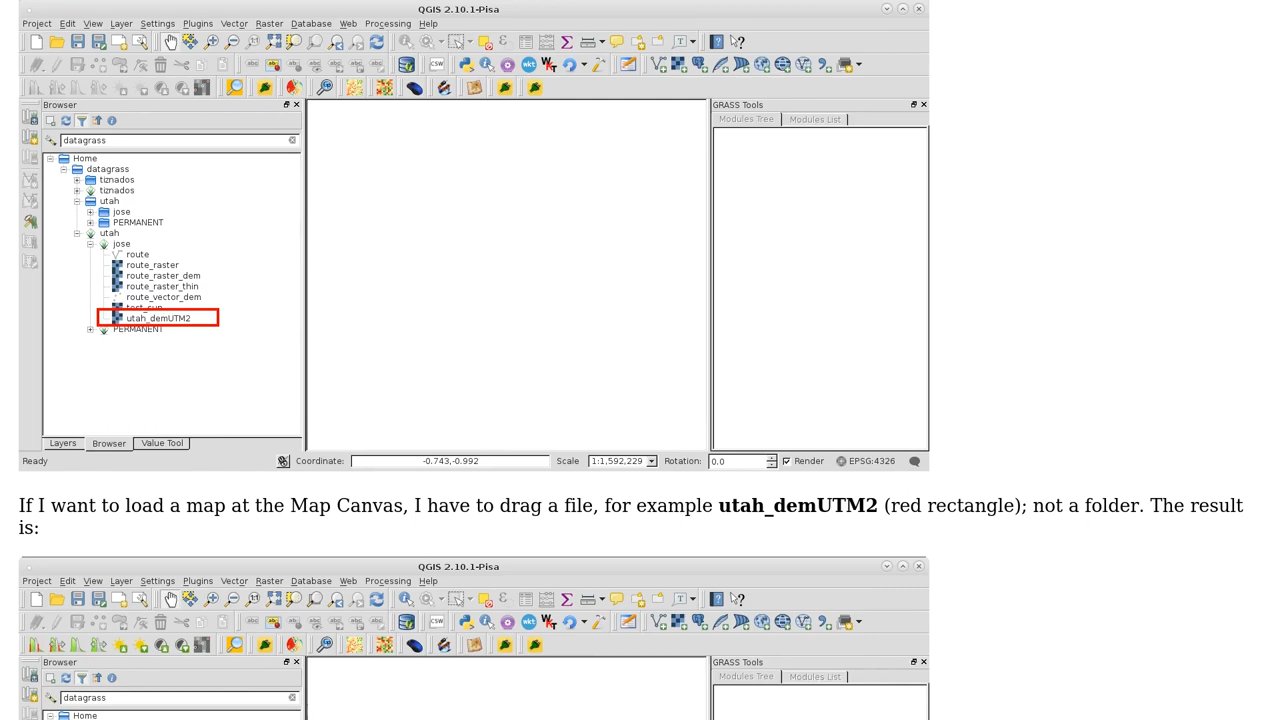 QGIS 2.10.1-Pisa
Project Edit View Layer Settings Plugins Vector Raster Database Web Processing Help
CSW wkt
Browser
GRASS Tools
Modules Tree Modules List
datagrass
Home
datagrass
tiznados
tiznados
utah
jose
PERMANENT
utah
jose
route
route_raster
route_raster_dem
route_raster_thin
route_vector_dem
test_sun
utah_demUTM2
PERMANENT
Layers Browser Value Tool
Ready Coordinate: -0.743,-0.992 Scale 1:1,592,229 Rotation: 0.0 Render EPSG:4326
If I want to load a map at the Map Canvas, I have to drag a file, for example utah_demUTM2 (red rectangle); not a folder. The result
is:
QGIS 2.10.1-Pisa
Project Edit View Layer Settings Plugins Vector Raster Database Web Processing Help
CSW wkt
Browser
GRASS Tools
Modules Tree Modules List
datagrass
Home